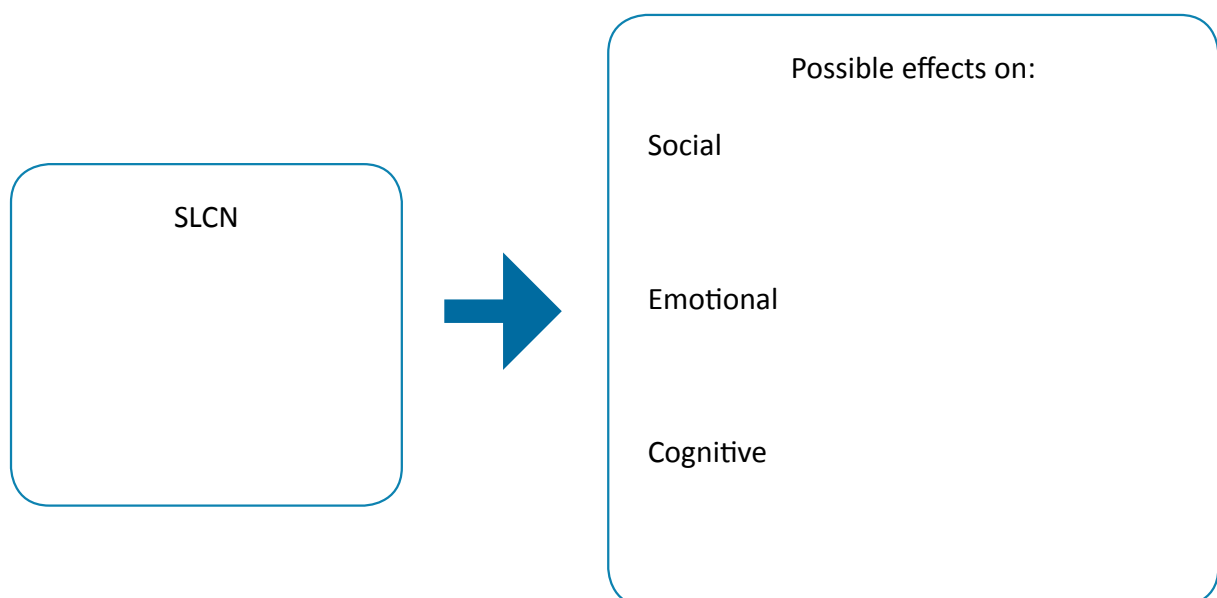 SLCN
Possible effects on:
Social
Emotional
Cognitive